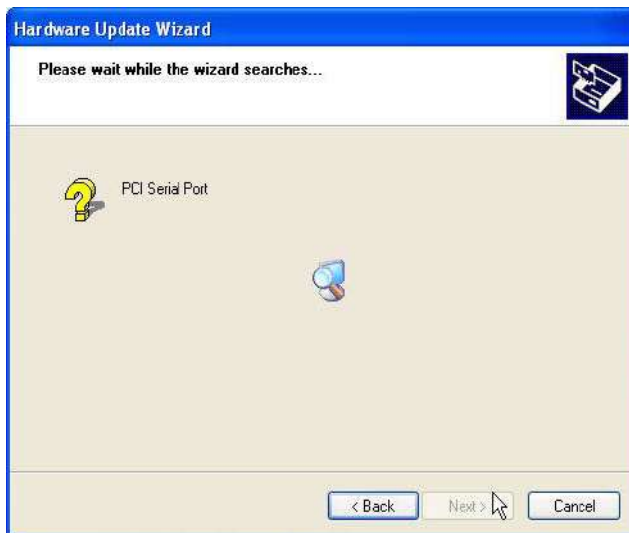 Hardware Update Wizard
Please wait while the wizard searches...
PCI Serial Port
< Back Next > Cancel